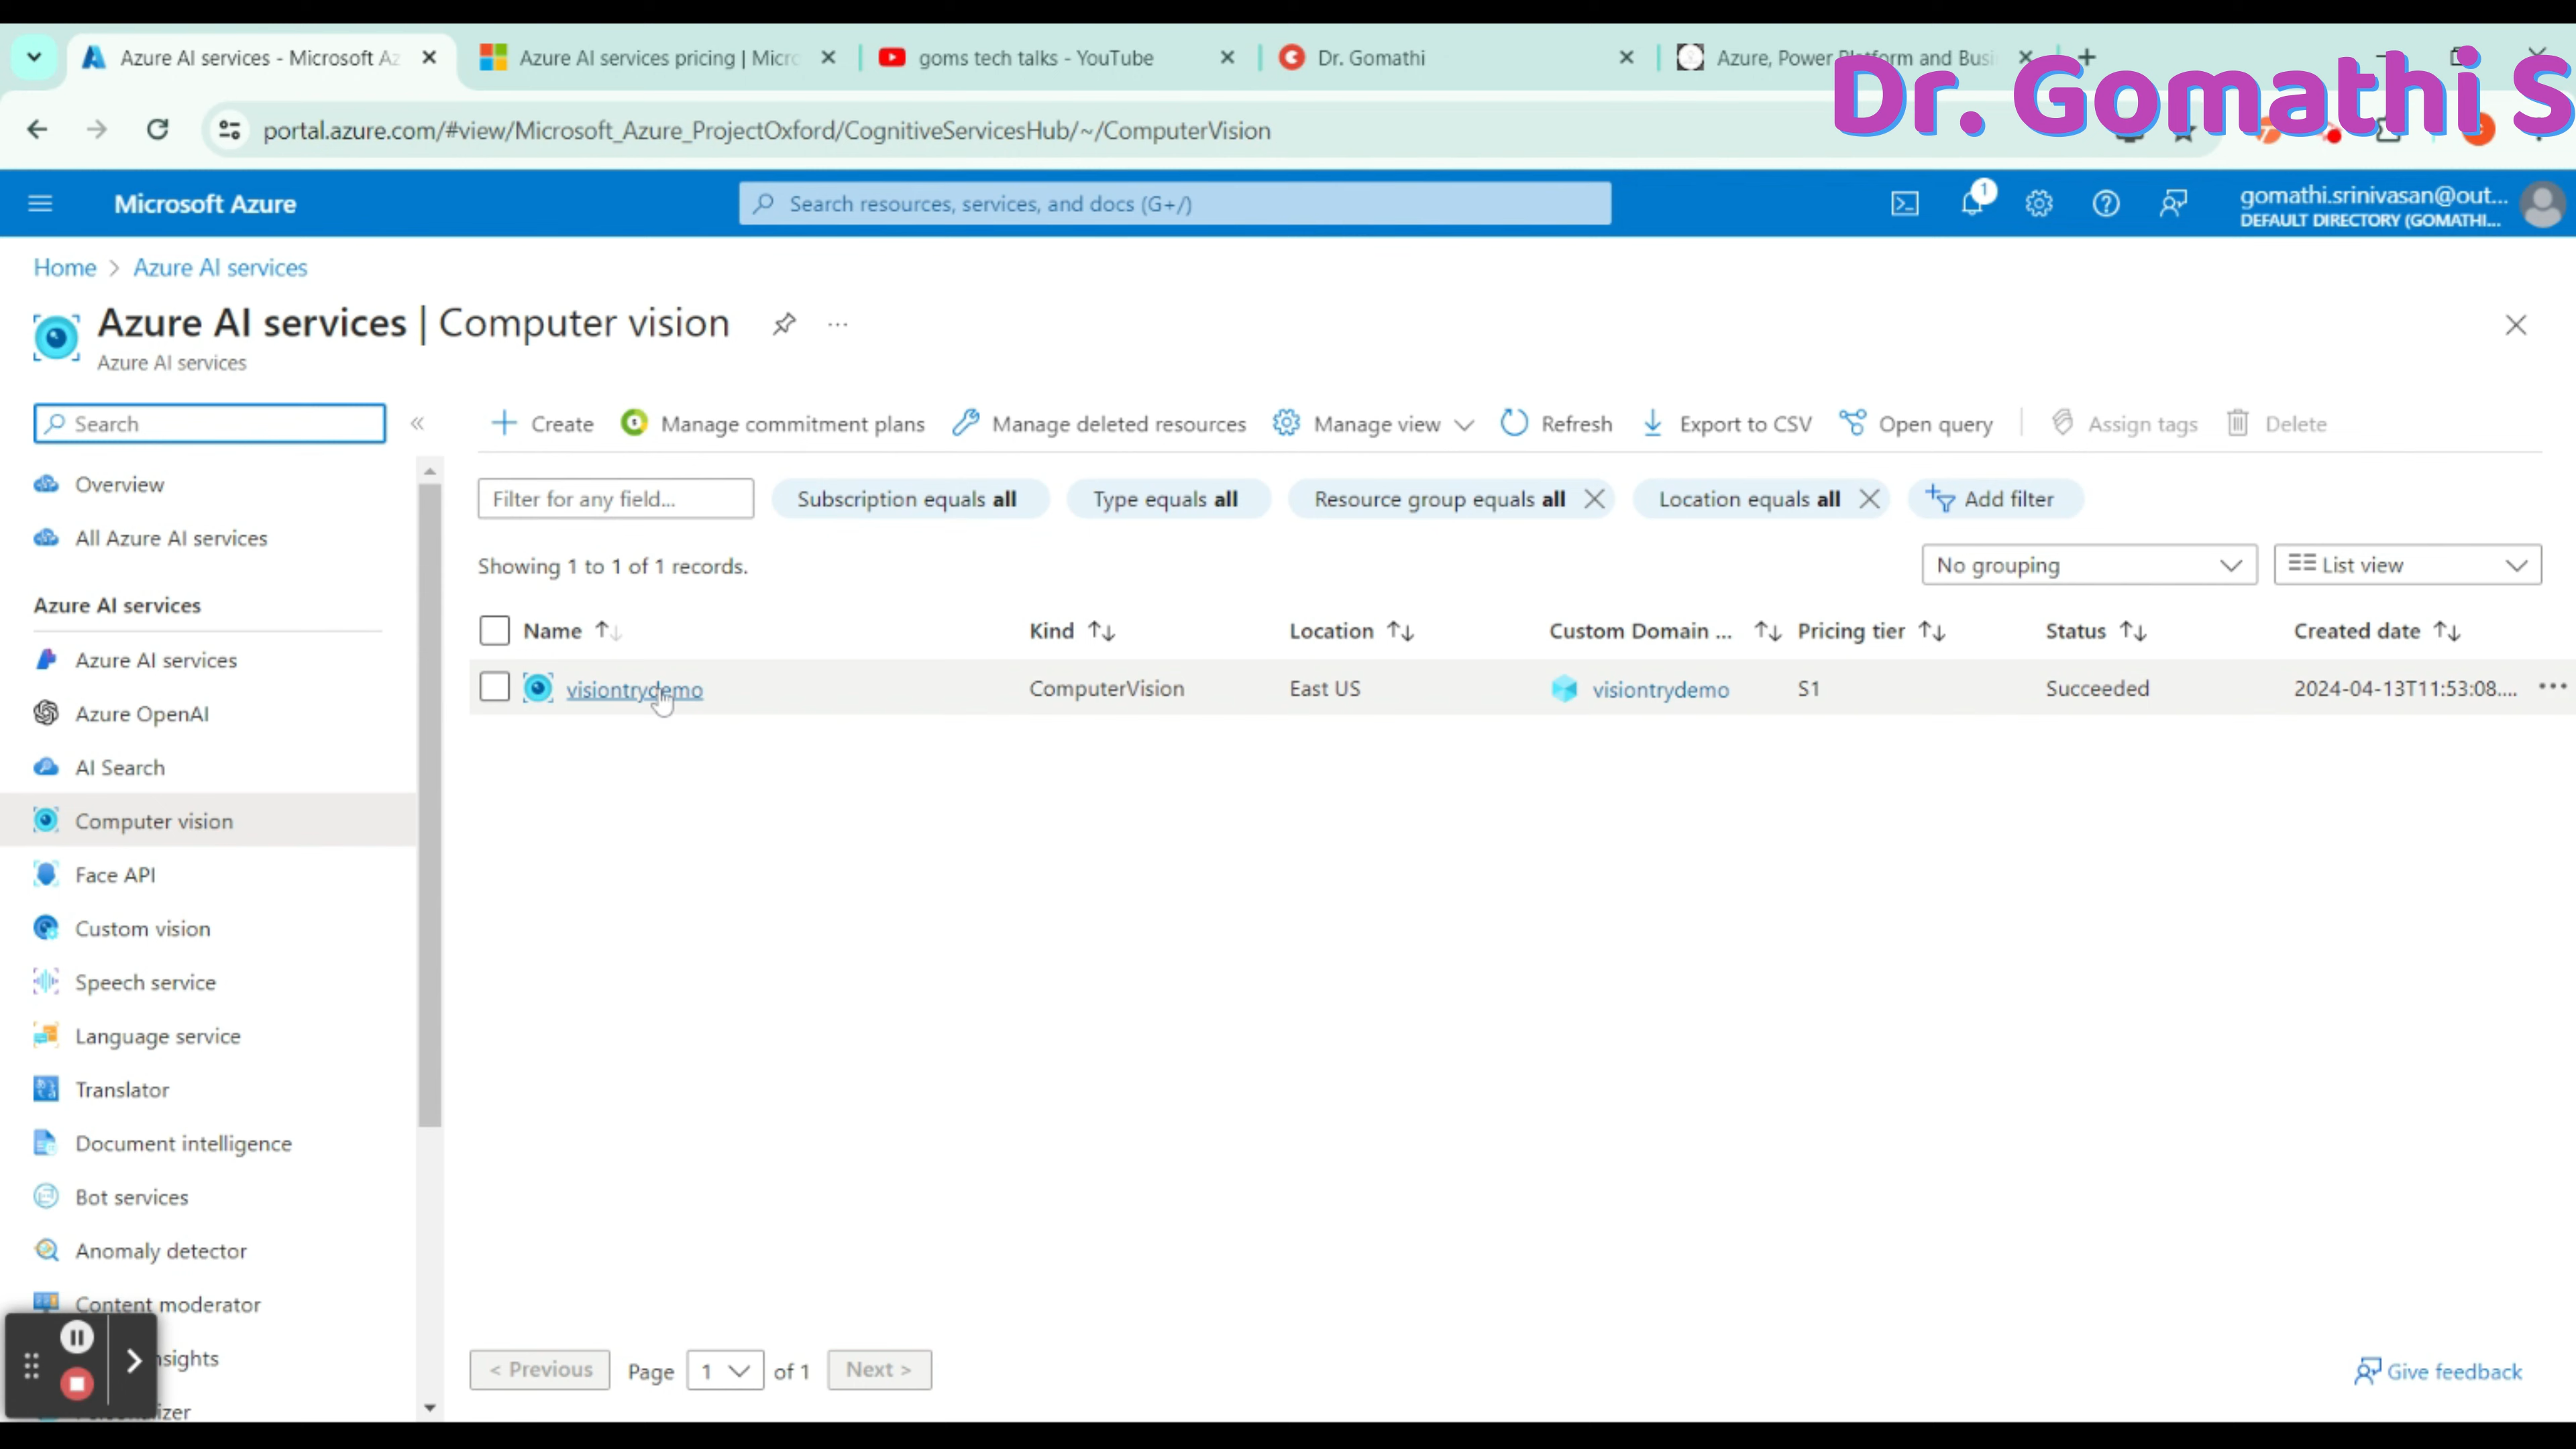 Azure AI services - Microsoft Az
Azure AI services pricing | Micro
goms tech talks - YouTube
Dr. Gomathi
Azure, Power Platform and Busi
Dr. Gomathi S
portal.azure.com/#view/Microsoft_Azure_ProjectOxford/CognitiveServicesHub/~/ComputerVision
Microsoft Azure
Search resources, services, and docs (G+/)
1
gomathi.srinivasan@out...
DEFAULT DIRECTORY (GOMATHI...
Home > Azure AI services
Azure AI services | Computer vision
Azure AI services
Search
Create
Manage commitment plans
Manage deleted resources
Manage view
Refresh
Export to CSV
Open query
Assign tags
Delete
Overview
All Azure AI services
Azure AI services
Azure AI services
Azure OpenAI
AI Search
Computer vision
Face API
Custom vision
Speech service
Language service
Translator
Document intelligence
Bot services
Anomaly detector
Content moderator
nsights
Filter for any field...
Subscription equals all
Type equals all
Resource group equals all
Location equals all
Add filter
Showing 1 to 1 of 1 records.
No grouping
List view
Name Kind Location Custom Domain ... Pricing tier Status Created date
visiontrydemo ComputerVision East US visiontrydemo S1 Succeeded 2024-04-13T11:53:08....
< Previous Page 1 of 1 Next >
Give feedback